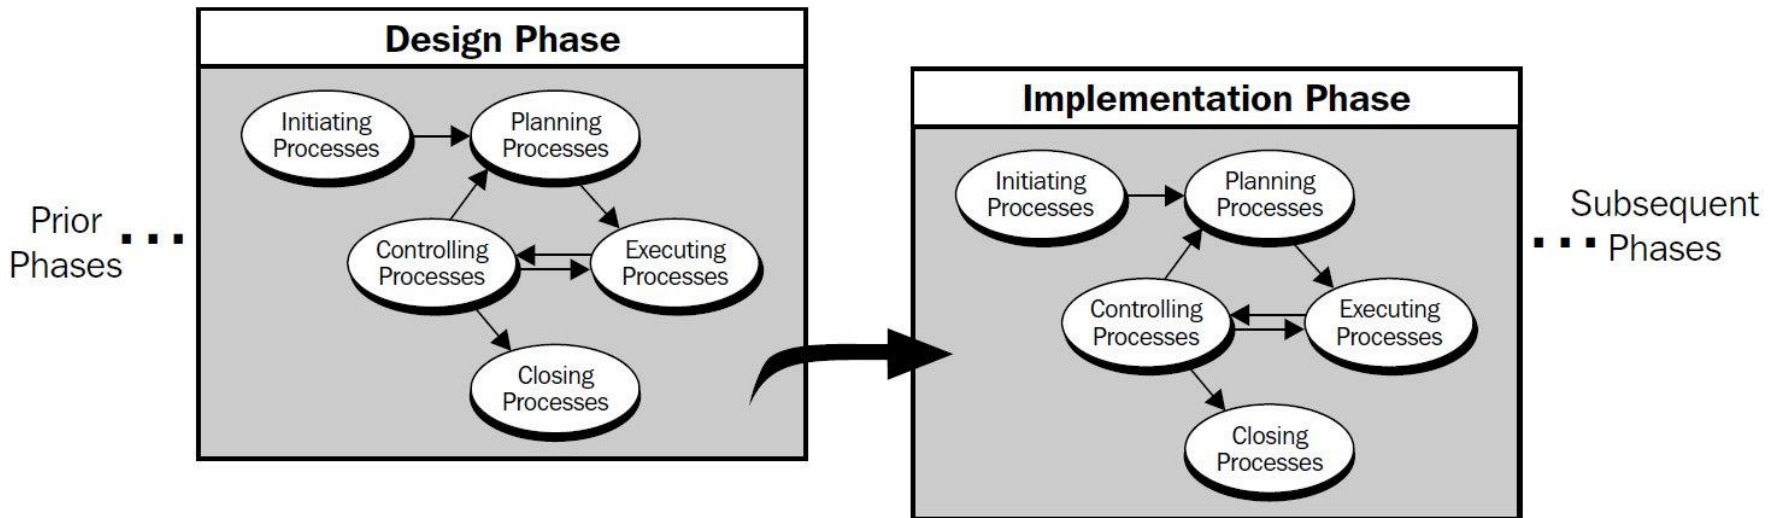 Prior
Phases
Design Phase
Initiating
Processes
Planning
Processes
Controlling
Processes
Executing
Processes
Closing
Processes
Implementation Phase
Initiating
Processes
Planning
Processes
Controlling
Processes
Executing
Processes
Closing
Processes
Subsequent
Phases